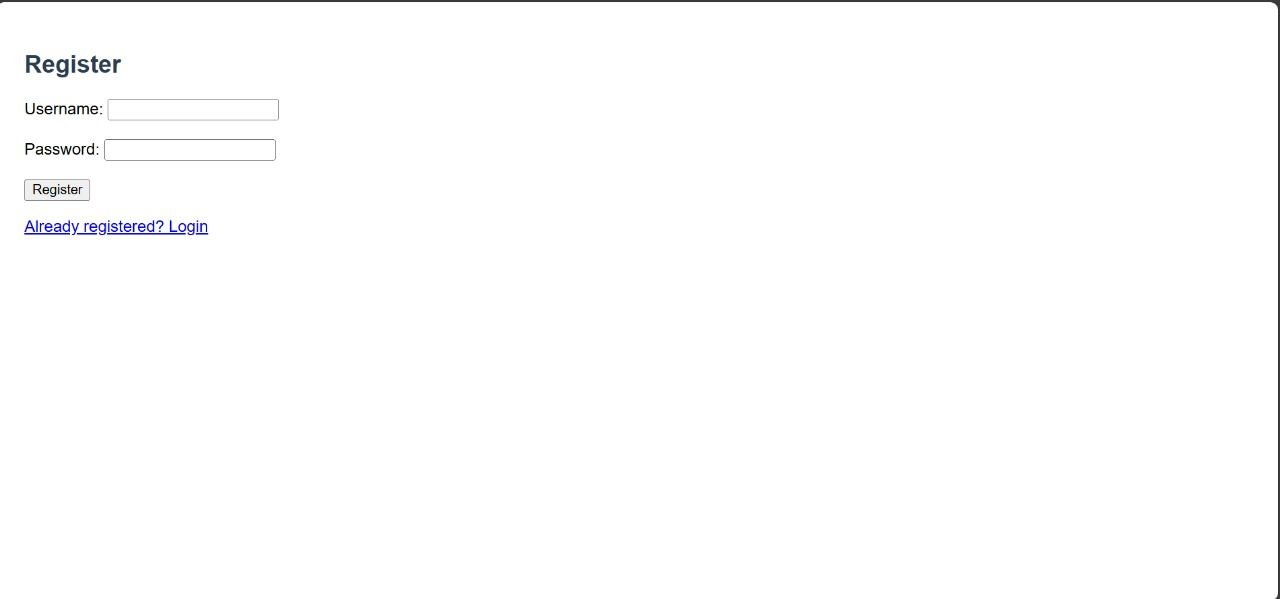 Register
Username:
Password:
Register
Already registered? Login